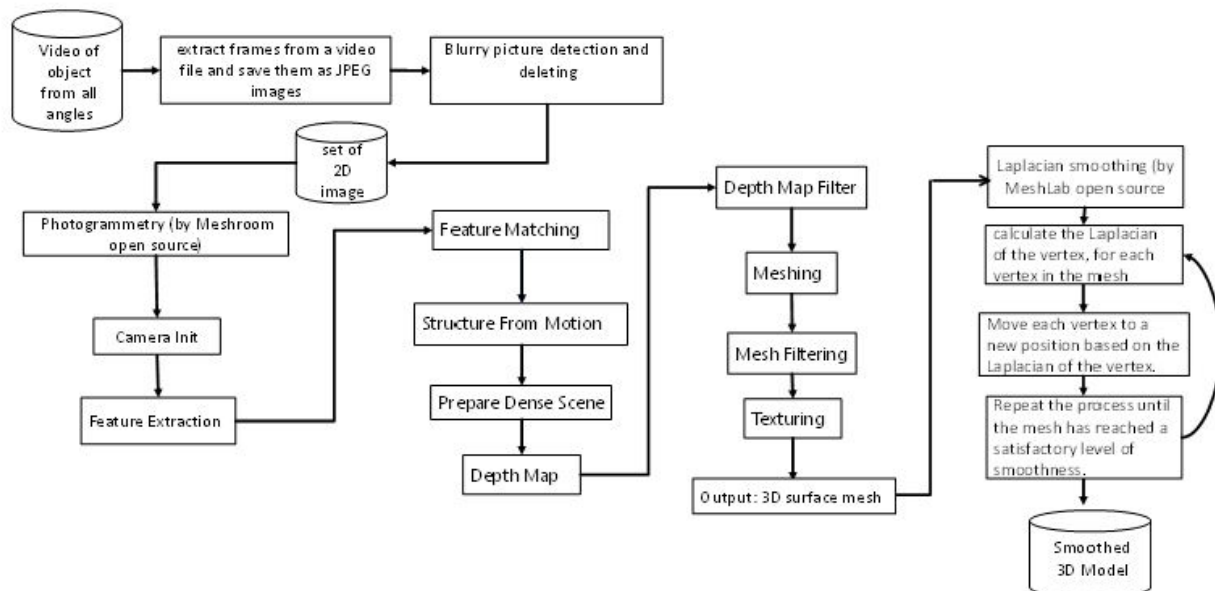 Video of
object
from all
angles
extract frames from a video
file and save them as JPEG
images
Blurry picture detection and
deleting
set of
2D
image
Photogrammetry (by Meshroom
open source)
Camera Init
Feature Extraction
Feature Matching
Structure From Motion
Prepare Dense Scene
Depth Map
Depth Map Filter
Meshing
Mesh Filtering
Texturing
Output: 3D surface mesh
Laplacian smoothing (by
MeshLab open source
calculate the Laplacian
of the vertex, for each
vertex in the mesh
Move each vertex to a
new position based on the
Laplacian of the vertex.
Repeat the process until
the mesh has reached a
satisfactory level of
smoothness.
Smoothed
3D Model